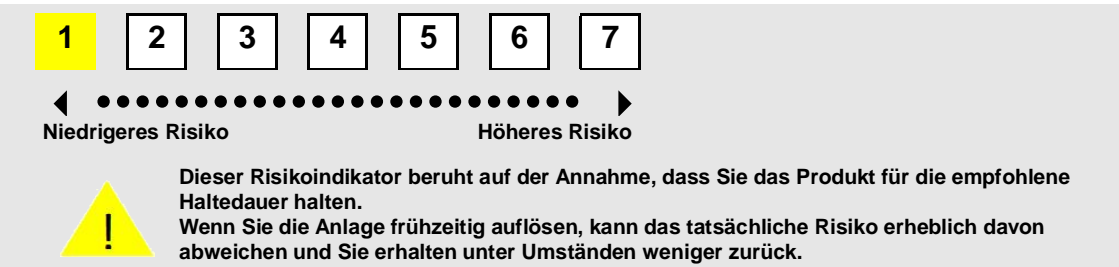 1 2 3 4 5 6 7
Niedrigeres Risiko Höheres Risiko
Dieser Risikoindikator beruht auf der Annahme, dass Sie das Produkt für die empfohlene
Haltedauer halten.
Wenn Sie die Anlage frühzeitig auflösen, kann das tatsächliche Risiko erheblich davon
abweichen und Sie erhalten unter Umständen weniger zurück.
!